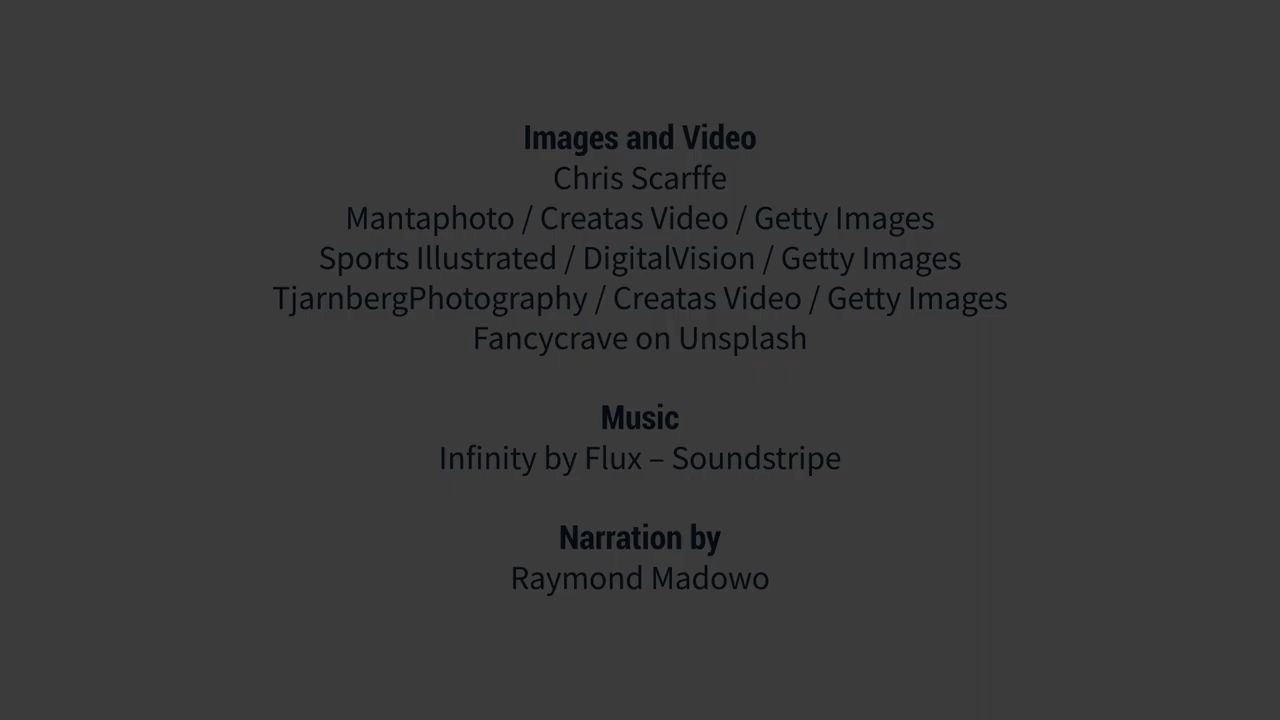 Images and Video
Chris Scarffe
Mantaphoto / Creatas Video / Getty Images
Sports Illustrated / DigitalVision / Getty Images
TjarnbergPhotography / Creatas Video / Getty Images
Fancycrave on Unsplash
Music
Infinity by Flux – Soundstripe
Narration by
Raymond Madowo